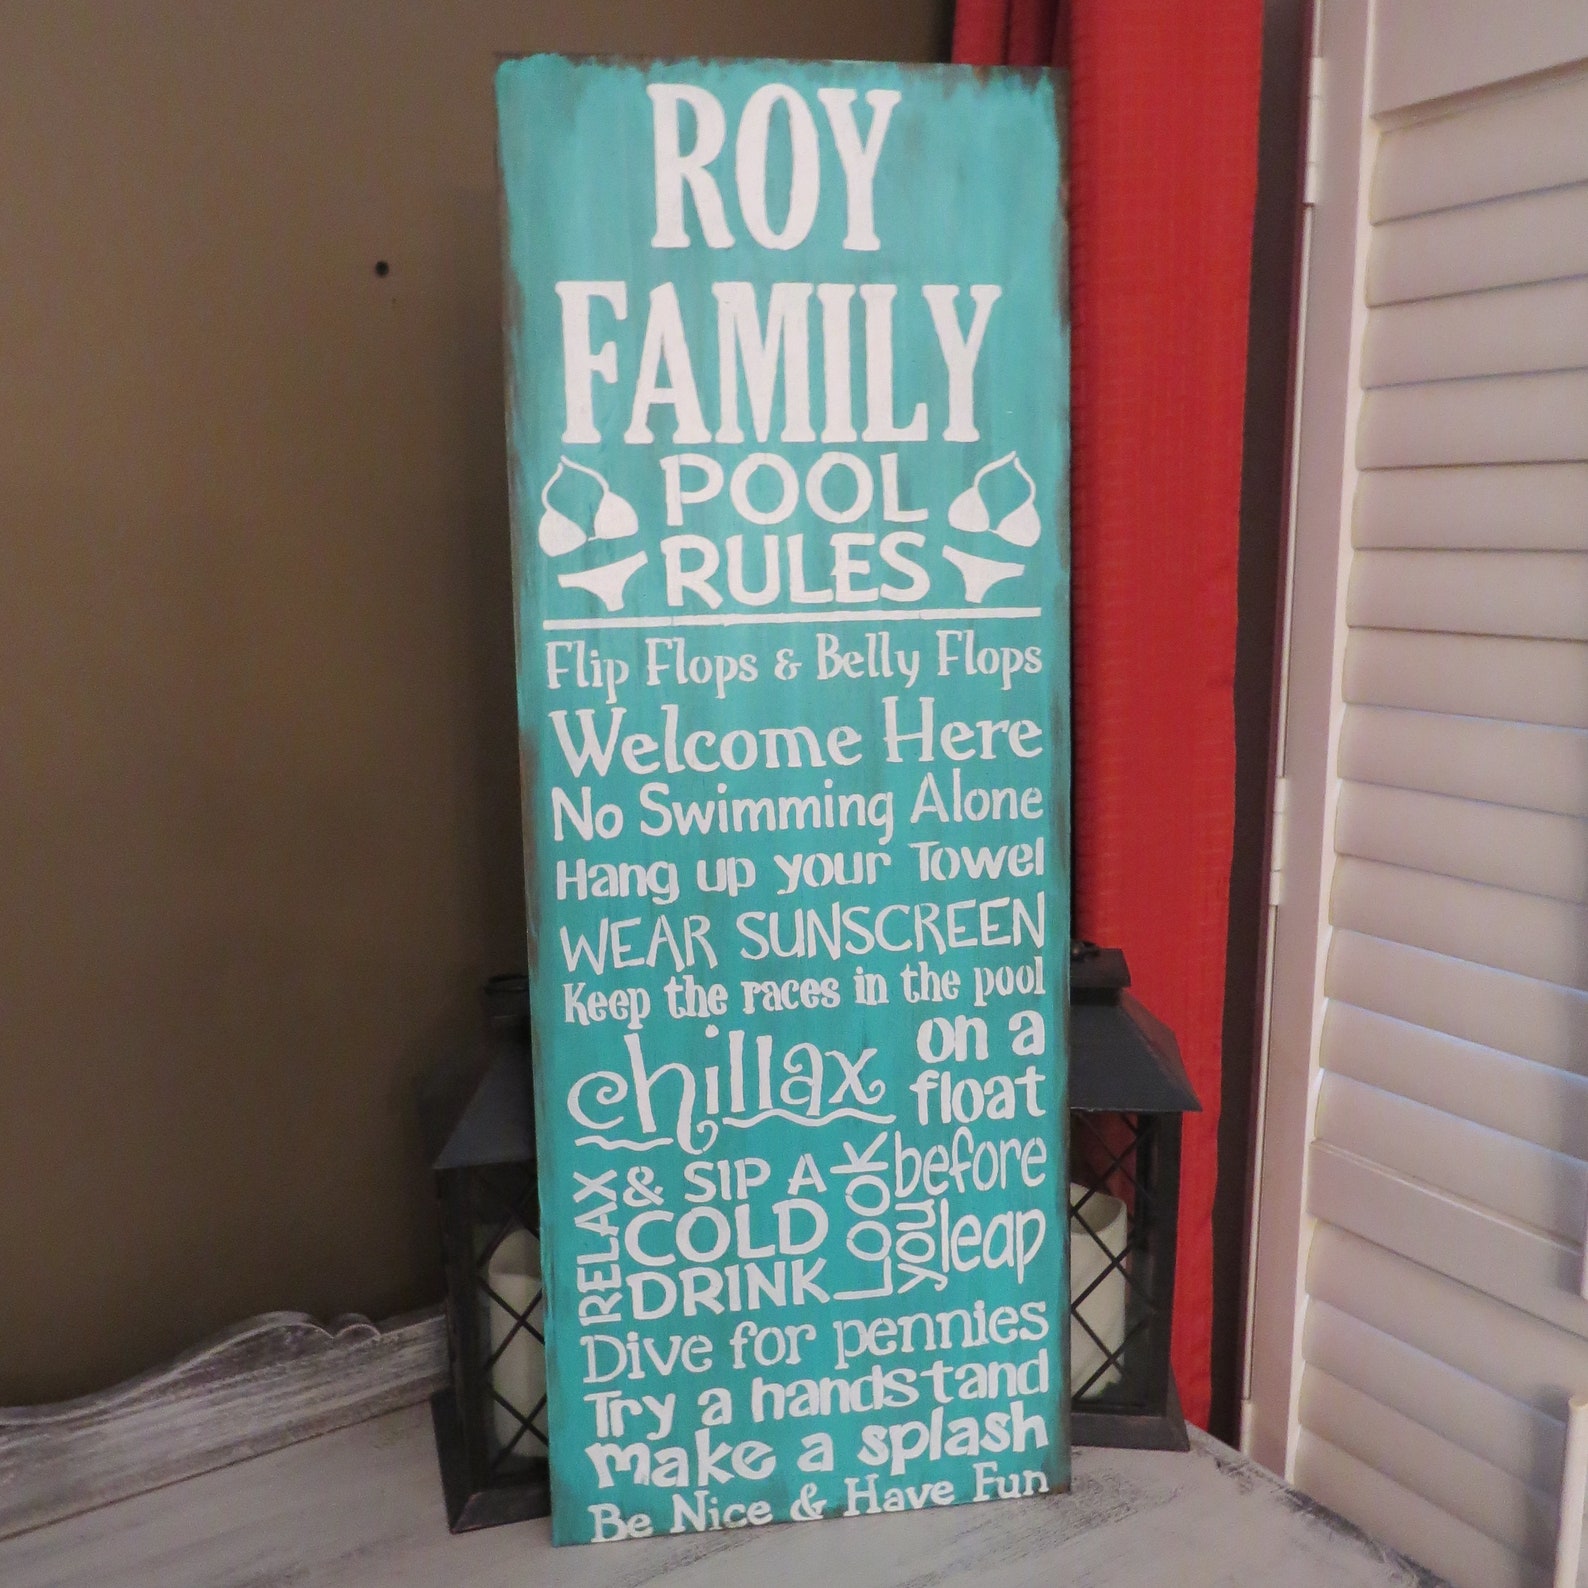 ROY
FAMILY
POOL
RULES
Flip Flops & Belly Flops
Welcome Here
No Swimming Alone
Hang up your Towel
WEAR SUNSCREEN
Keep the races in the pool
chillax on a
float
RELAX & SIP A
COLD
DRINK
LOOK before
you leap
Dive for pennies
Try a handstand
make a splash
Be Nice & Have Fun